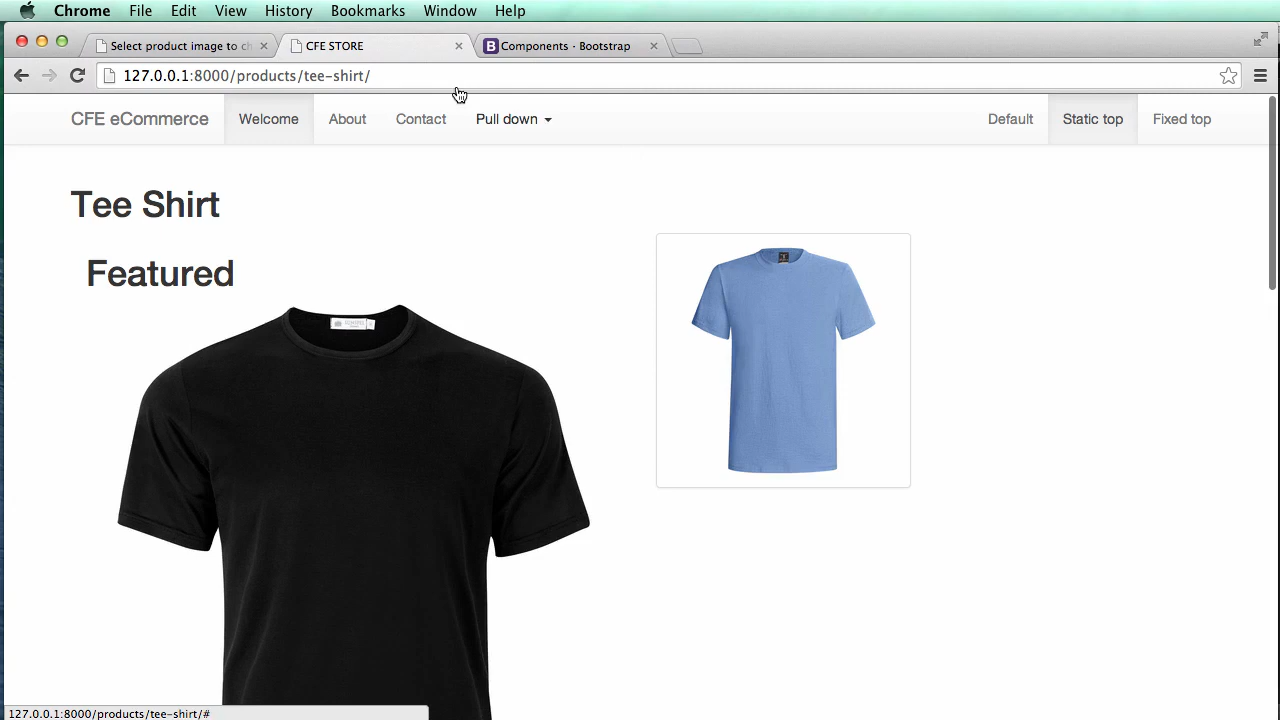 Chrome File Edit View History Bookmarks Window Help
Select product image to ch
CFE STORE
Components · Bootstrap
127.0.0.1:8000/products/tee-shirt/
CFE eCommerce Welcome About Contact Pull down Default Static top Fixed top
Tee Shirt
Featured
127.0.0.1:8000/products/tee-shirt/#